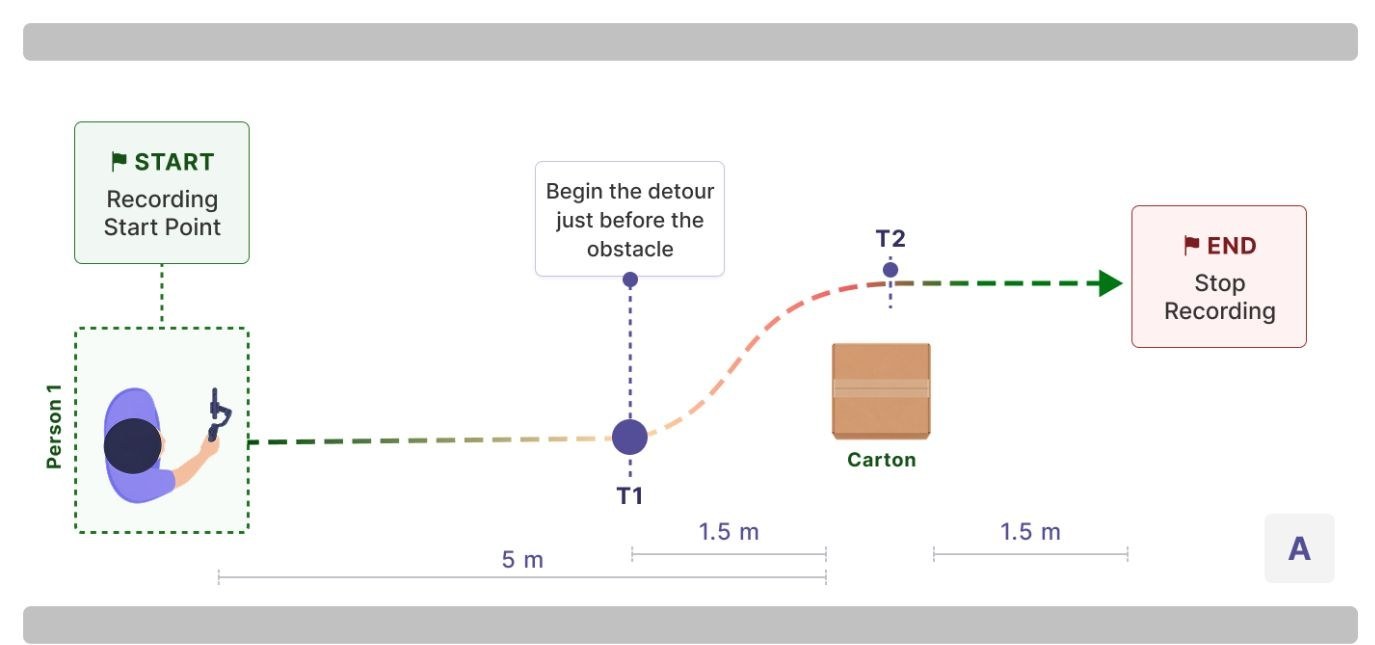 START
Recording
Start Point
Person 1
Begin the detour
just before the
obstacle
T1
T2
Carton
END
Stop
Recording
1.5 m
1.5 m
5 m
A